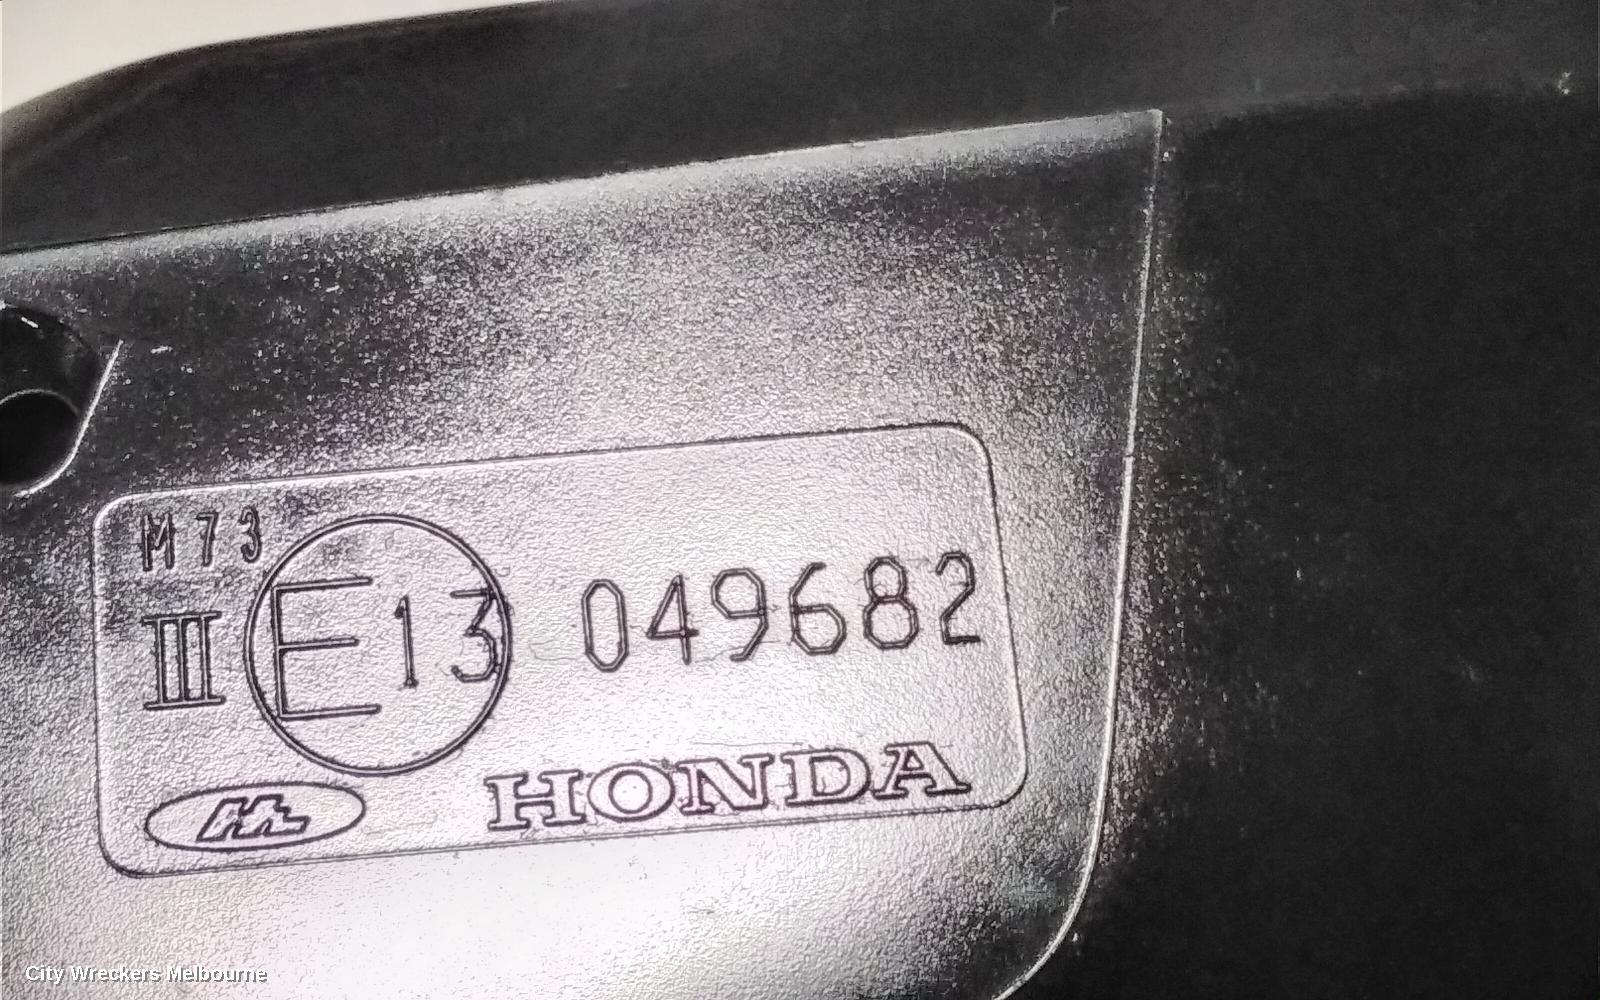 M73
III E13 049682
HONDA
City Wreckers Melbourne